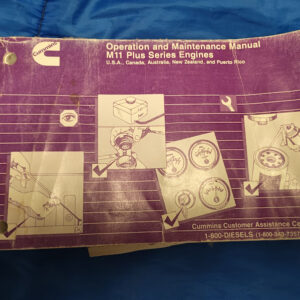 Cummins
Operation and Maintenance Manual
M11 Plus Series Engines
U.S.A., Canada, Australia, New Zealand, and Puerto Rico
Cummins Customer Assistance
1-800-DIESELS